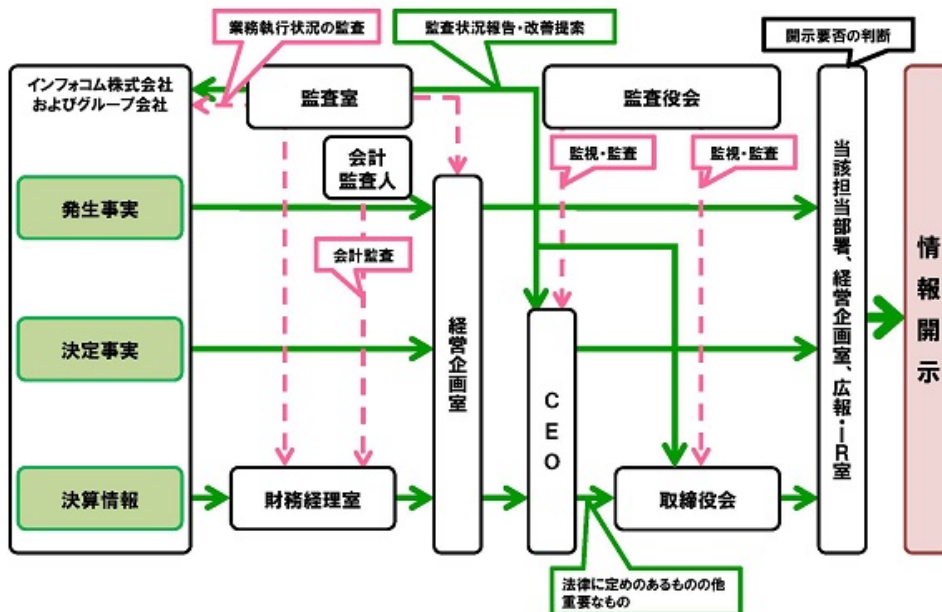 業務執行状況の監査
監査状況報告・改善提案
開示要否の判断
インフォコム株式会社
およびグループ会社
監査室
監査役会
会計
監査人
監視・監査
監視・監査
発生事実
会計監査
決定事実
経営企画室
CEO
決算情報
財務経理室
取締役会
当該担当部署、経営企画室、広報・IR室
情報開示
法律に定めのあるものの他
重要なもの